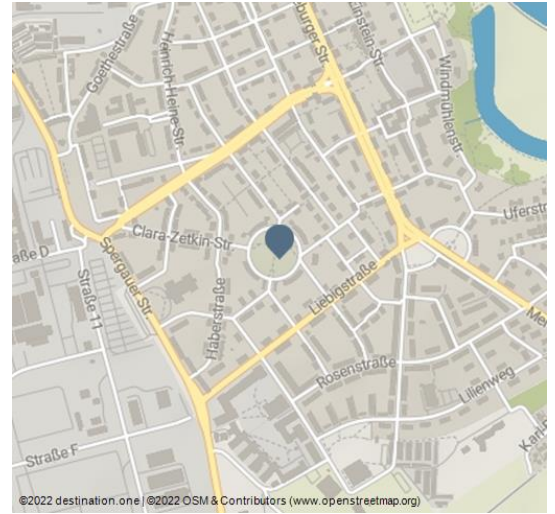 Goethestraße
Heinrich-Heine-Str.
burger Str.
instein-Str.
Windmühlenstr.
Uferstr
Clara-Zetkin-Str.
aße D
Spergauer Str.
Straße 11
Haberstraße
Liebigstraße
Me
Rosenstraße
Lilienweg
Karl-
Straße F
©2022 destination.one | ©2022 OSM & Contributors (www.openstreetmap.org)